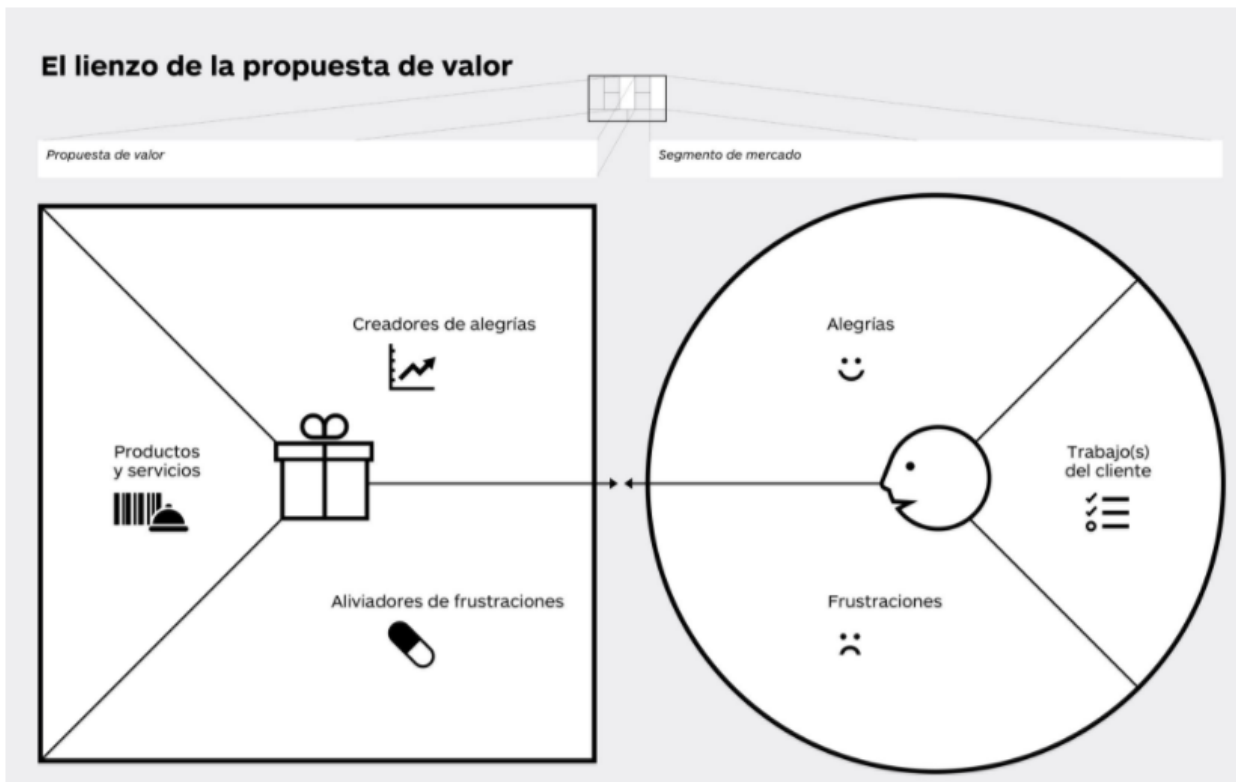 El lienzo de la propuesta de valor
Propuesta de valor
Segmento de mercado
Creadores de alegrías
Productos
y servicios
Aliviadores de frustraciones
Alegrías
Trabajo(s)
del cliente
Frustraciones